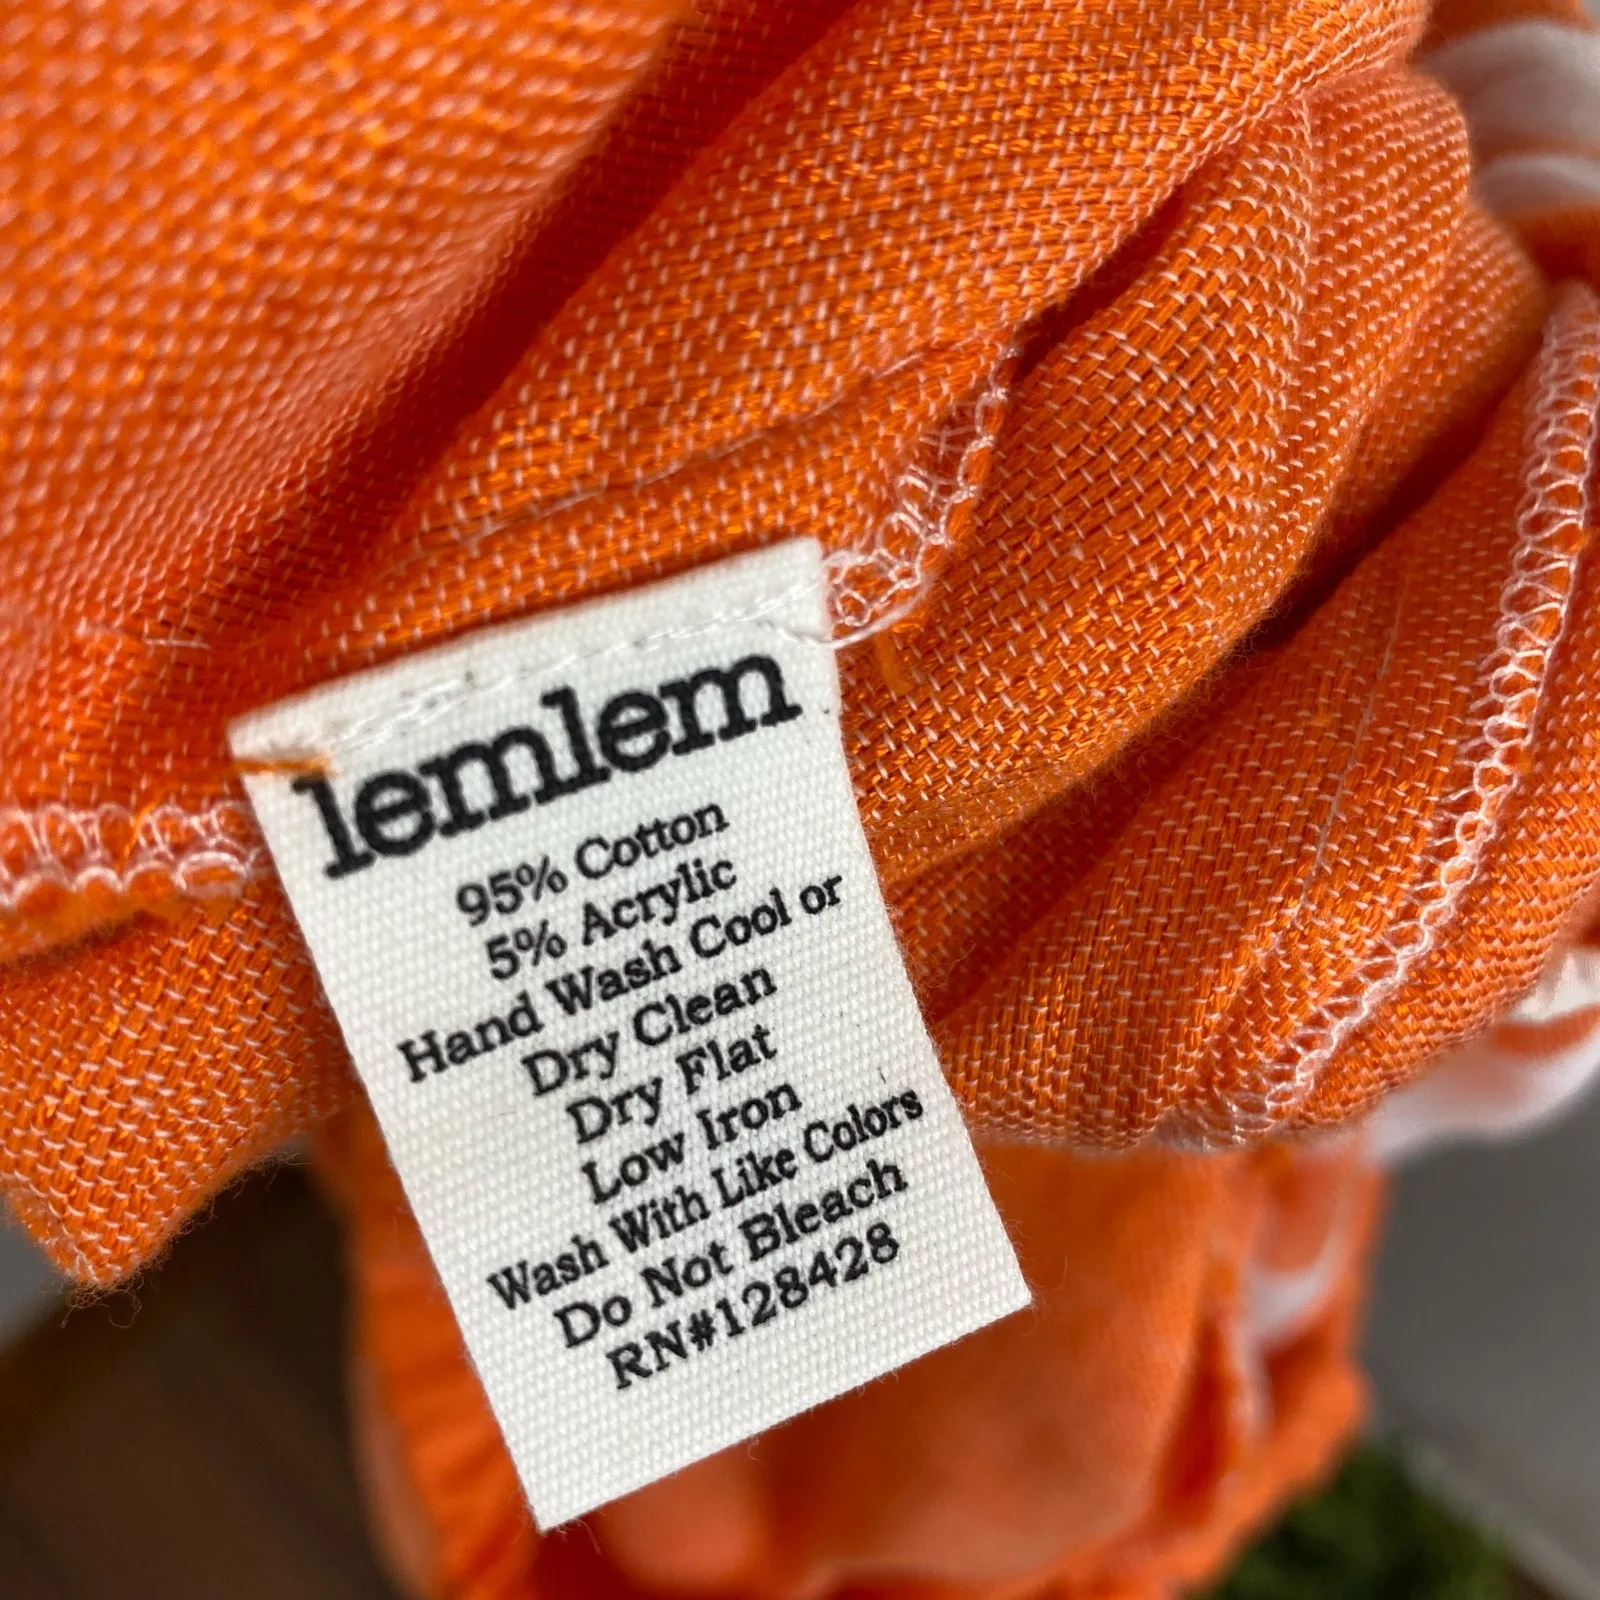 lemlem
95% Cotton
5% Acrylic
Hand Wash Cool or
Dry Clean
Dry Flat
Low Iron
Wash With Like Colors
Do Not Bleach
RN#128428